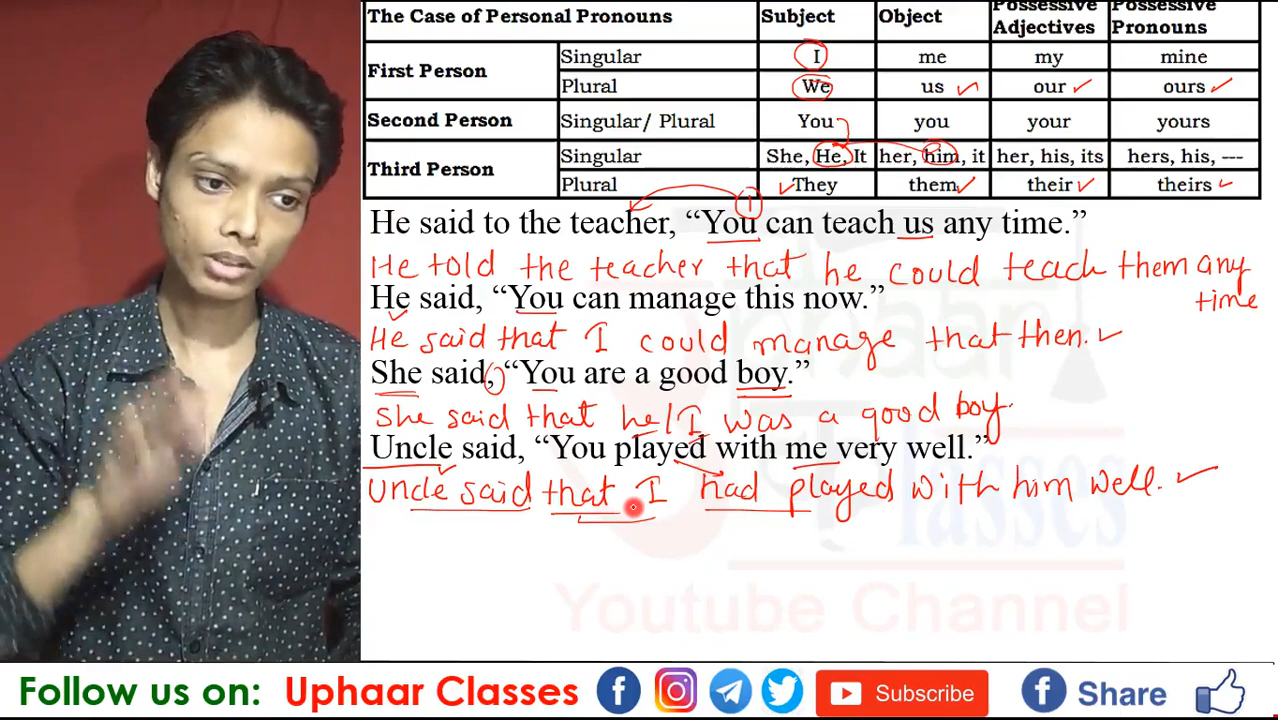 The Case of Personal Pronouns Subject Object Possessive Adjectives Possessive Pronouns
First Person Singular I me my mine
Plural We us our ours
Second Person Singular/ Plural You you your yours
Third Person Singular She, He, It her, him, it her, his, its hers, his, ---
Plural They them their theirs
1
He said to the teacher, “You can teach us any time.”
He told the teacher that he could teach them any time
He said, “You can manage this now.”
He said that I could manage that then.
She said, “You are a good boy.”
She said that he/I was a good boy.
Uncle said, “You played with me very well.”
Uncle said that I had played with him well.
Uphaar
Classes
Youtube Channel
Follow us on: Uphaar Classes Subscribe Share